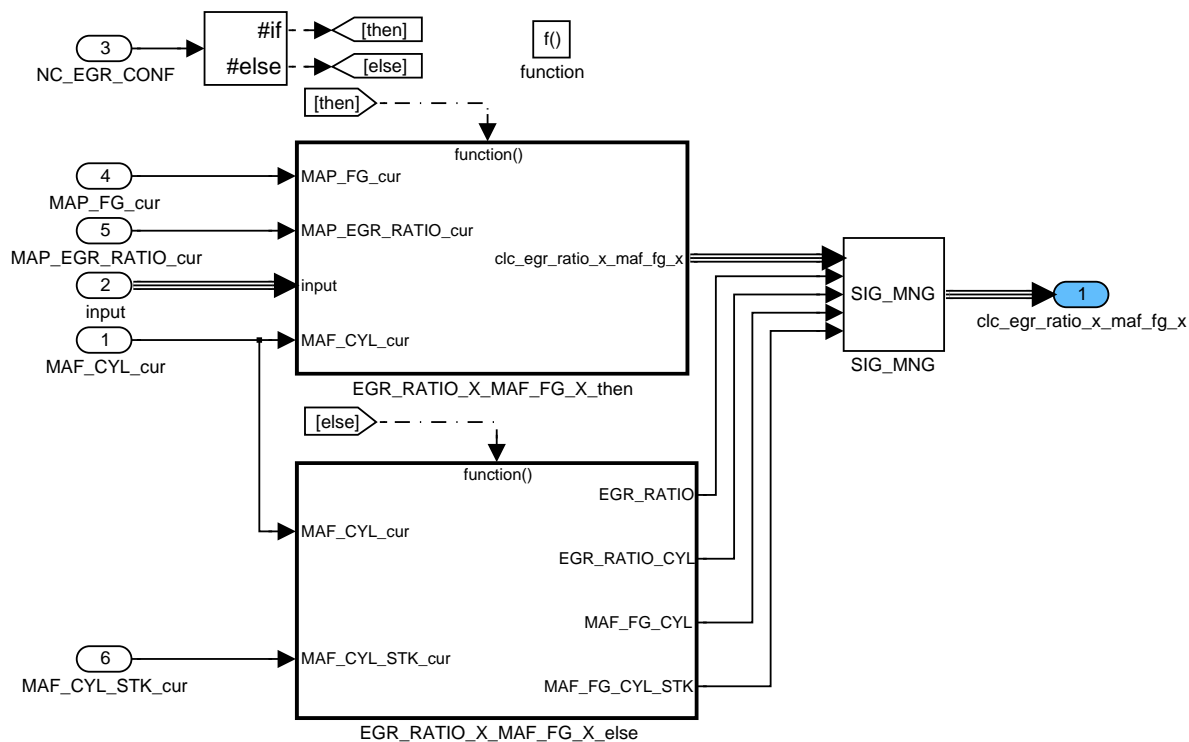 #if
[then]
3
NC_EGR_CONF
#else
[else]
f()
function
[then]
function()
4
MAP_FG_cur
MAP_FG_cur
5
MAP_EGR_RATIO_cur
MAP_EGR_RATIO_cur
clc_egr_ratio_x_maf_fg_x
2
input
input
1
MAF_CYL_cur
MAF_CYL_cur
SIG_MNG
SIG_MNG
1
clc_egr_ratio_x_maf_fg_x
EGR_RATIO_X_MAF_FG_X_then
[else]
function()
EGR_RATIO
MAF_CYL_cur
EGR_RATIO_CYL
MAF_FG_CYL
6
MAF_CYL_STK_cur
MAF_CYL_STK_cur
MAF_FG_CYL_STK
EGR_RATIO_X_MAF_FG_X_else